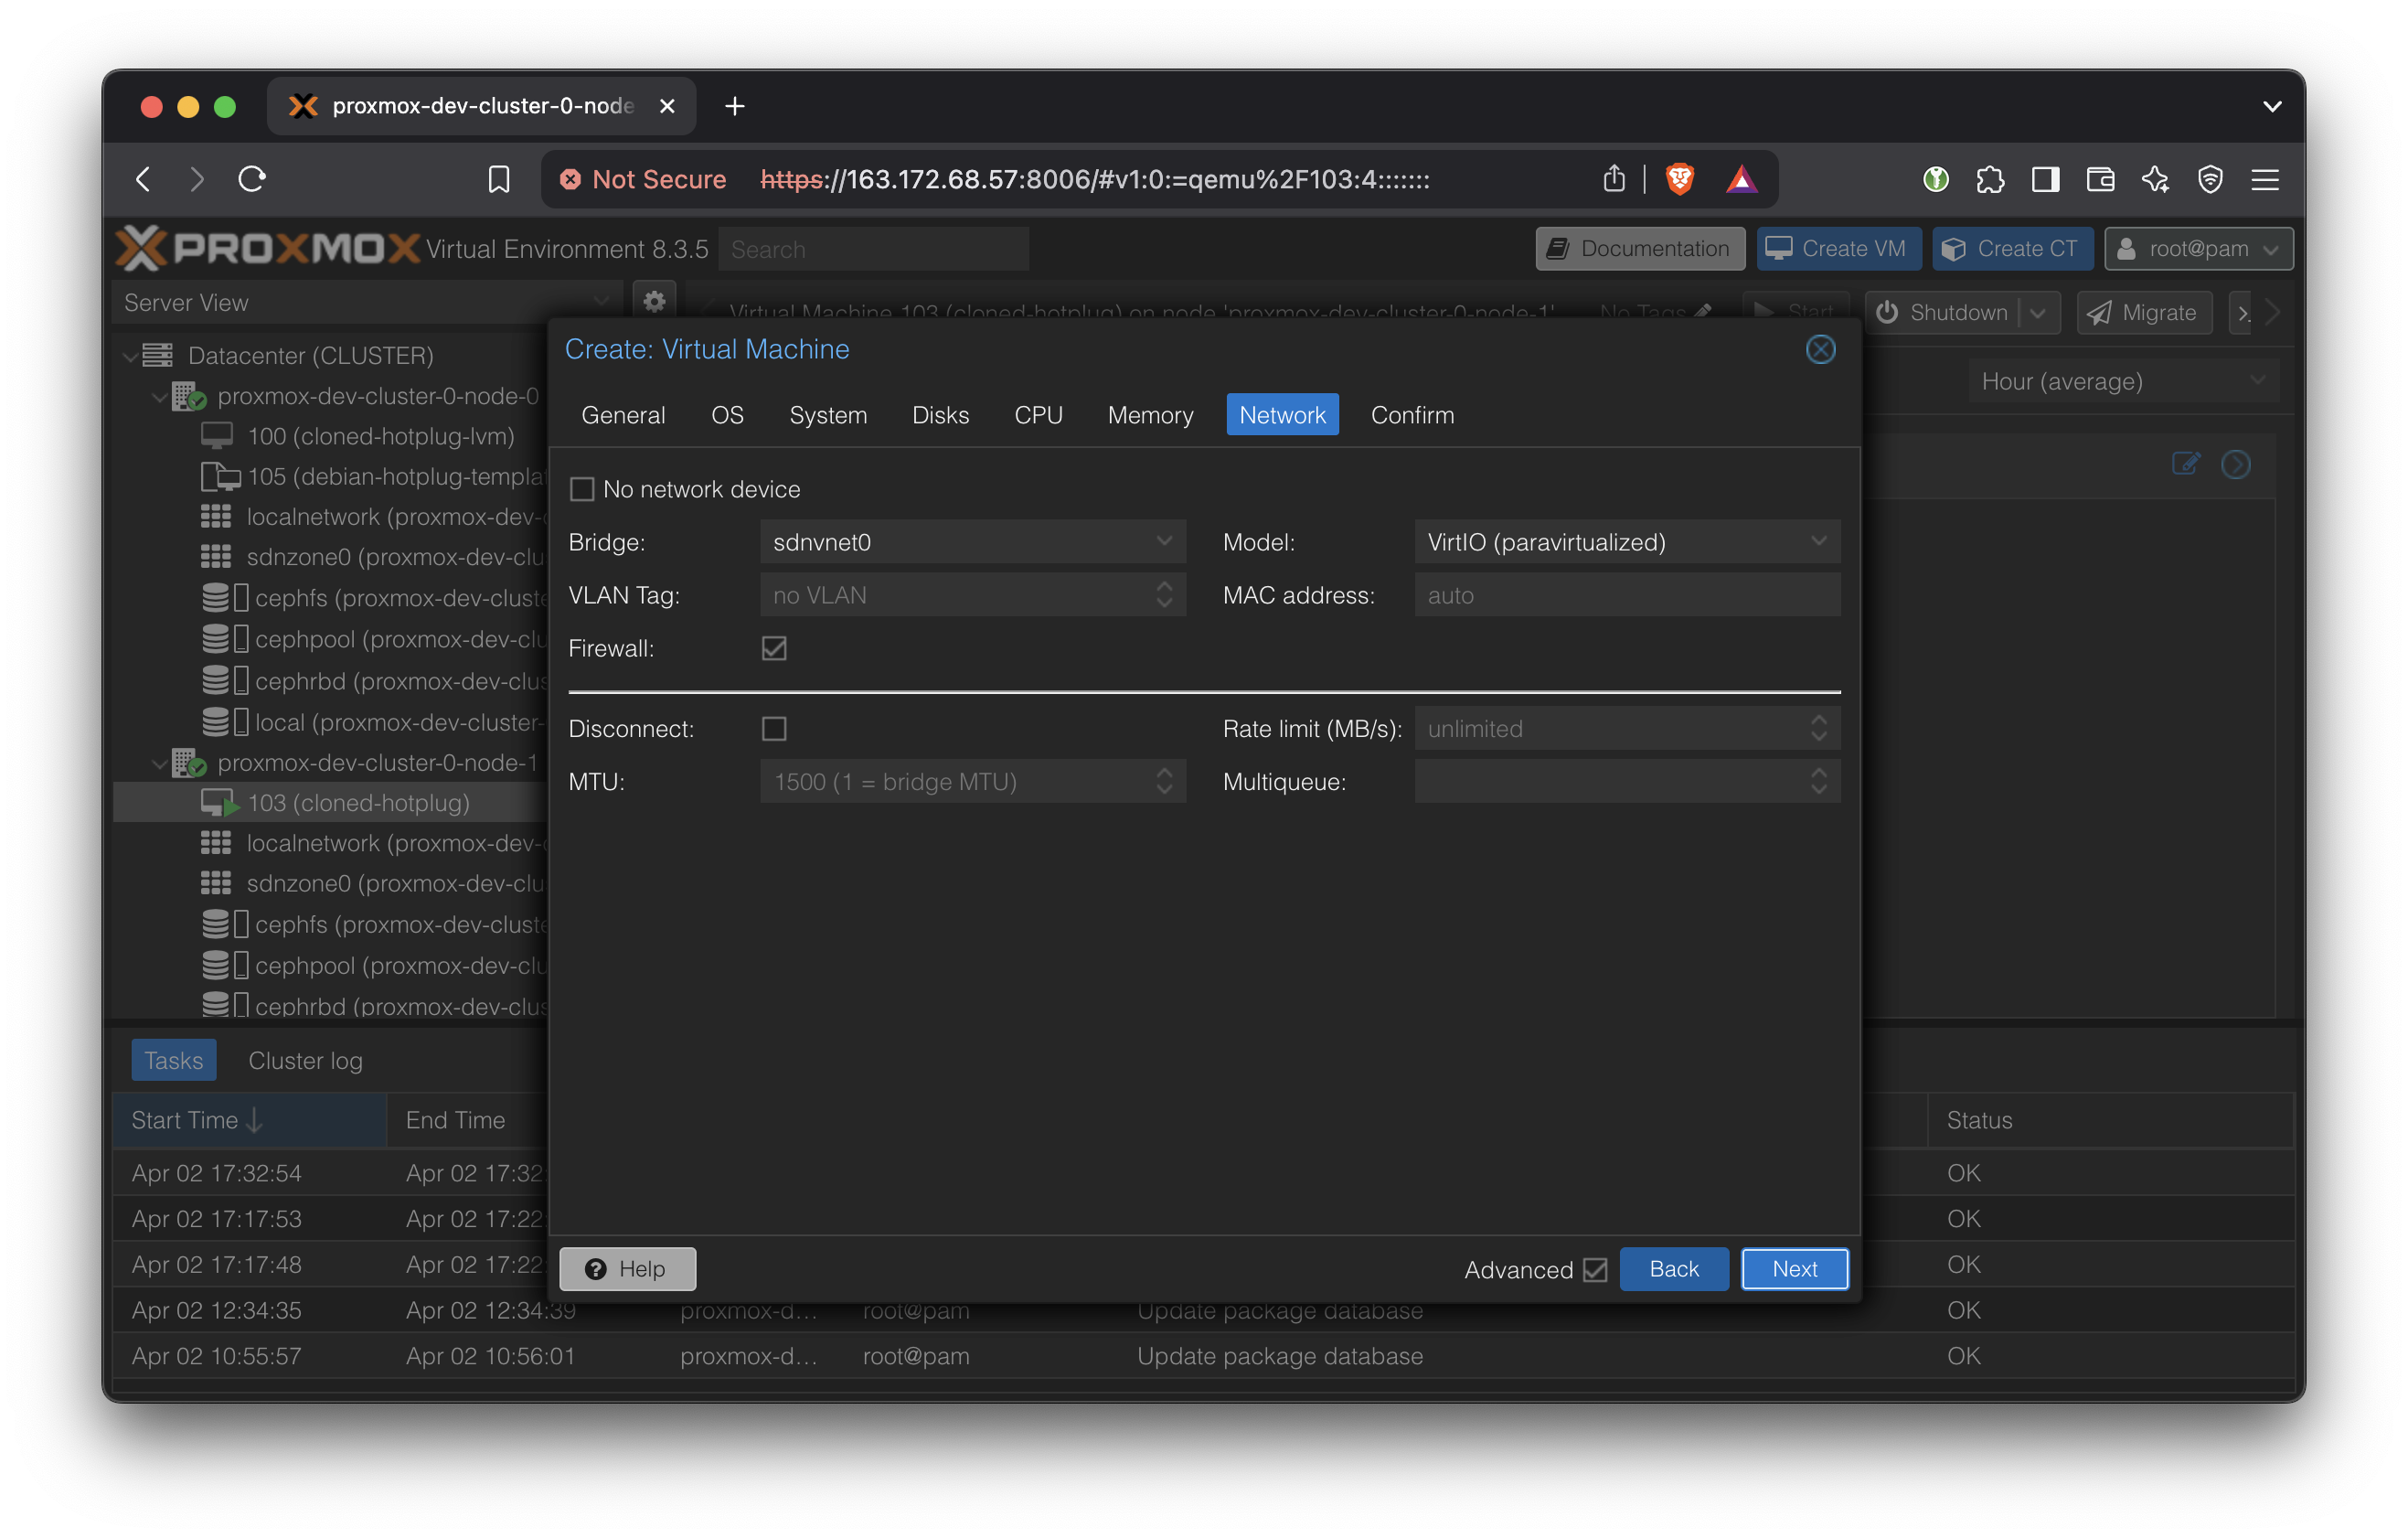 proxmox-dev-cluster-0-node
Not Secure https://163.172.68.57:8006/#v1:0:=qemu%2F103:4:::::::
PROXMOX Virtual Environment 8.3.5 Search Documentation Create VM Create CT root@pam
Server View
Virtual Machine 103 (cloned-hotplug) on node 'proxmox-dev-cluster-0-node-1' No Tags Start Shutdown Migrate
Hour (average)
Datacenter (CLUSTER)
proxmox-dev-cluster-0-node-0
100 (cloned-hotplug-lvm)
105 (debian-hotplug-templat
localnetwork (proxmox-dev-c
sdnzone0 (proxmox-dev-clu
cephfs (proxmox-dev-cluste
cephpool (proxmox-dev-clu
cephrbd (proxmox-dev-clus
local (proxmox-dev-cluster-
proxmox-dev-cluster-0-node-1
103 (cloned-hotplug)
localnetwork (proxmox-dev-c
sdnzone0 (proxmox-dev-clu
cephfs (proxmox-dev-cluste
cephpool (proxmox-dev-clu
cephrbd (proxmox-dev-clus
Create: Virtual Machine
General OS System Disks CPU Memory Network Confirm
No network device
Bridge: sdnvnet0 Model: VirtIO (paravirtualized)
VLAN Tag: no VLAN MAC address: auto
Firewall:
Disconnect: Rate limit (MB/s): unlimited
MTU: 1500 (1 = bridge MTU) Multiqueue:
Help Advanced Back Next
Tasks Cluster log
Start Time End Time Status
Apr 02 17:32:54 Apr 02 17:32: OK
Apr 02 17:17:53 Apr 02 17:22: OK
Apr 02 17:17:48 Apr 02 17:22: OK
Apr 02 12:34:35 Apr 02 12:34:39 proxmox-d... root@pam Update package database OK
Apr 02 10:55:57 Apr 02 10:56:01 proxmox-d... root@pam Update package database OK